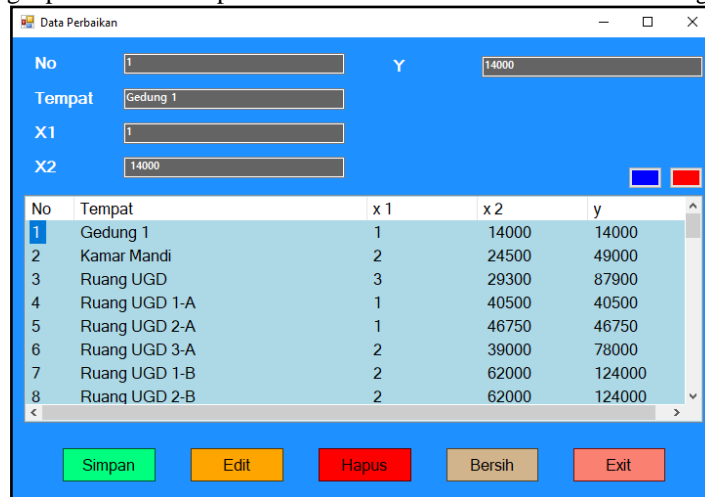 Data Perbaikan
No 1 Y 14000
Tempat Gedung 1
X1 1
X2 14000
No Tempat x 1 x 2 y
1 Gedung 1 1 14000 14000
2 Kamar Mandi 2 24500 49000
3 Ruang UGD 3 29300 87900
4 Ruang UGD 1-A 1 40500 40500
5 Ruang UGD 2-A 1 46750 46750
6 Ruang UGD 3-A 2 39000 78000
7 Ruang UGD 1-B 2 62000 124000
8 Ruang UGD 2-B 2 62000 124000
Simpan Edit Hapus Bersih Exit